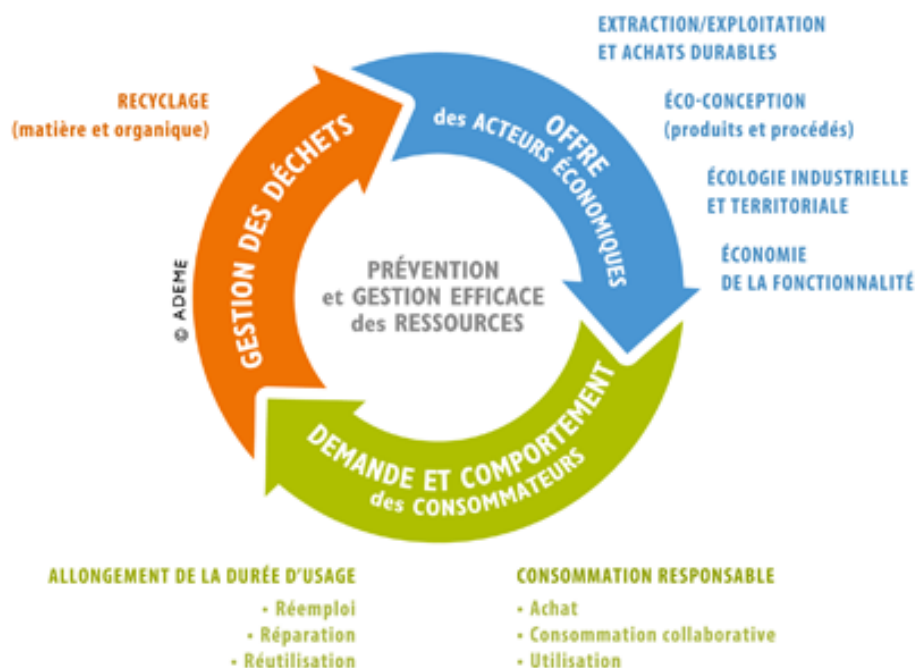 EXTRACTION/EXPLOITATION
ET ACHATS DURABLES
RECYCLAGE
(matière et organique)
ÉCO-CONCEPTION
(produits et procédés)
ÉCOLOGIE INDUSTRIELLE
ET TERRITORIALE
ÉCONOMIE
DE LA FONCTIONNALITÉ
OFFRE
des ACTEURS ÉCONOMIQUES
GESTION DES DÉCHETS
PRÉVENTION
et GESTION EFFICACE
des RESSOURCES
© ADEME
DEMANDE ET COMPORTEMENT
des CONSOMMATEURS
ALLONGEMENT DE LA DURÉE D'USAGE
• Réemploi
• Réparation
• Réutilisation
CONSOMMATION RESPONSABLE
• Achat
• Consommation collaborative
• Utilisation